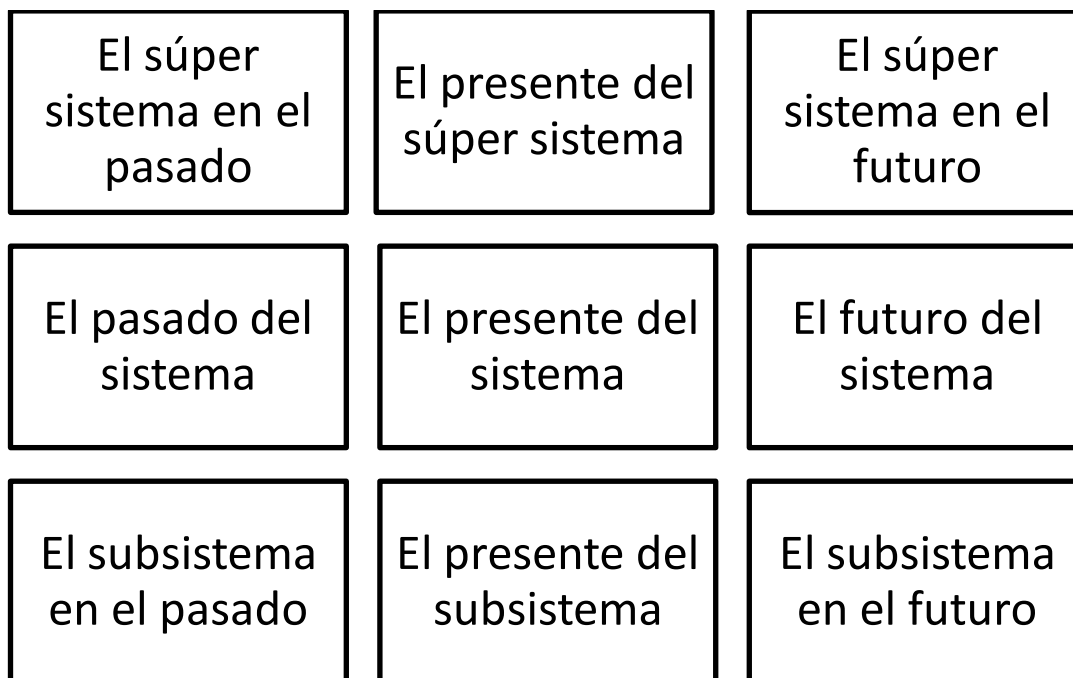 El súper
sistema en el
pasado
El presente del
súper sistema
El súper
sistema en el
futuro
El pasado del
sistema
El presente del
sistema
El futuro del
sistema
El subsistema
en el pasado
El presente del
subsistema
El subsistema
en el futuro